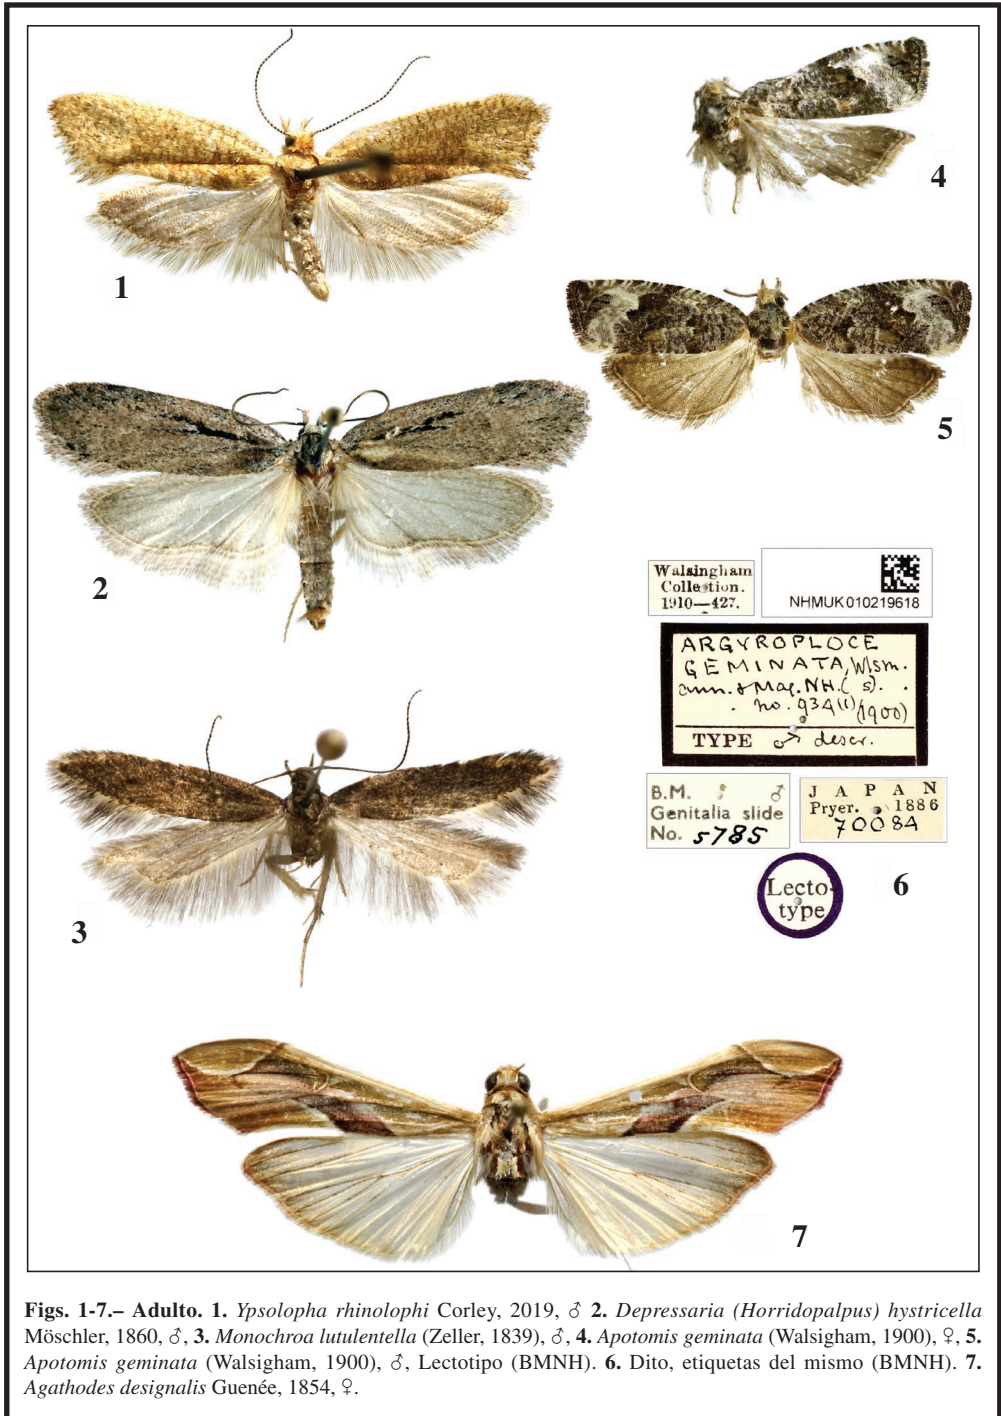 1
4
5
2
Walsingham
Collection.
1910—427.
NHMUK010219618
ARGYROPLOCE
GEMINATA, Wlsm.
ann. & Mag. NH. ( s). .
. no. 934 (1) (1900)
TYPE ♂ descr.
B.M. ♂
Genitalia slide
No. 5785
JAPAN
Pryer. 1886
70084
6
Lecto-
type
3
7
Figs. 1-7.– Adulto. 1. Ypsolopha rhinolophi Corley, 2019, ♂ 2. Depressaria (Horridopalpus) hystricella
Möschler, 1860, ♂, 3. Monochroa lutulentella (Zeller, 1839), ♂, 4. Apotomis geminata (Walsigham, 1900), ♀, 5.
Apotomis geminata (Walsigham, 1900), ♂, Lectotipo (BMNH). 6. Dito, etiquetas del mismo (BMNH). 7.
Agathodes designalis Guenée, 1854, ♀.